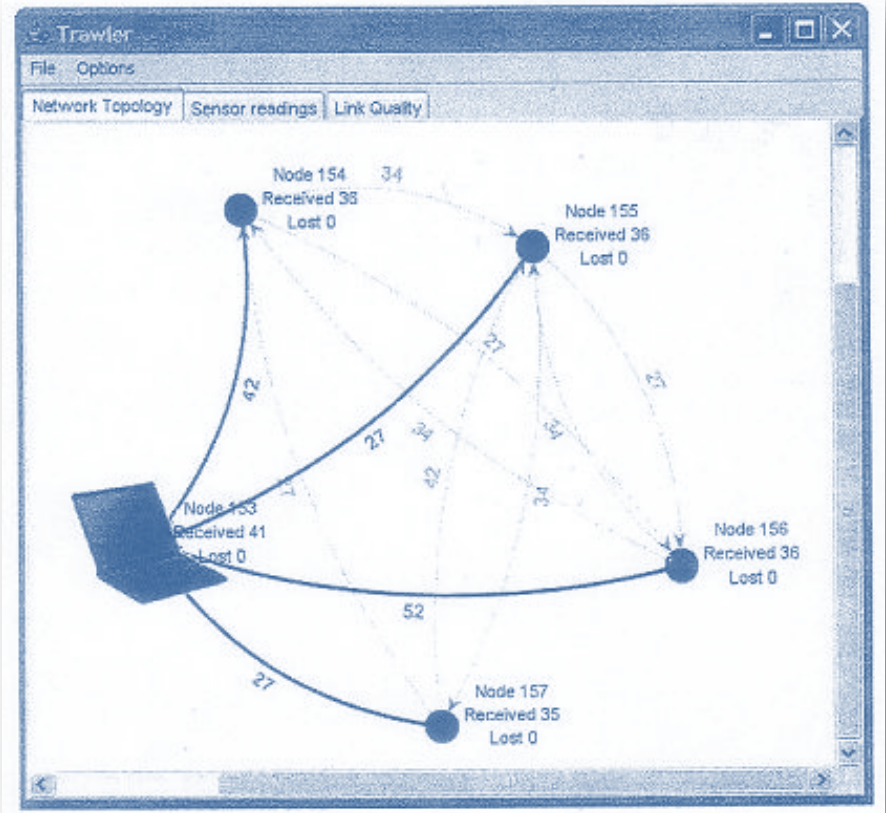 Trawler
File Options
Network Topology Sensor readings Link Quality
Node 154
Received 38
Lost 0
34
Node 155
Received 36
Lost 0
27
27
42
34
34
27
42
34
Node 153
Received 41
Lost 0
Node 156
Received 36
Lost 0
52
27
Node 157
Received 35
Lost 0